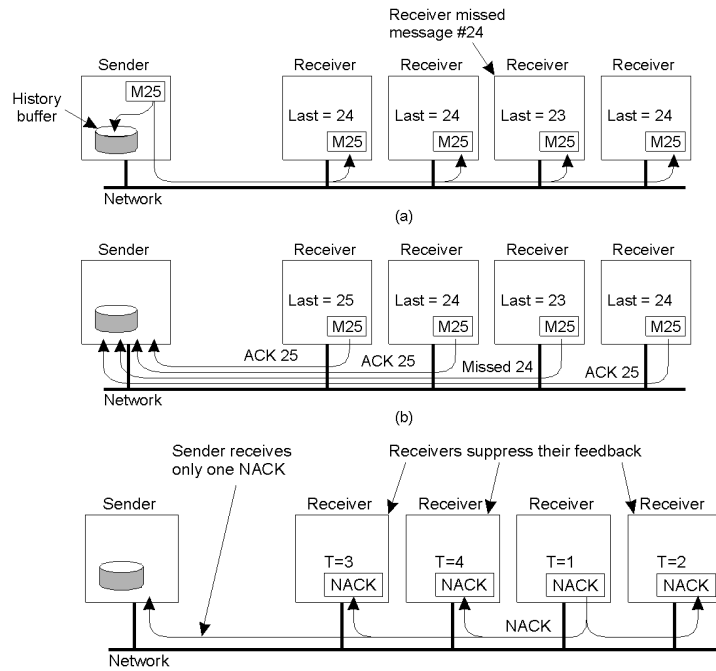 Receiver missed
message #24
Sender
Receiver
Receiver
Receiver
Receiver
History
buffer
M25
Last = 24
Last = 24
Last = 23
Last = 24
M25
M25
M25
M25
Network
(a)
Sender
Receiver
Receiver
Receiver
Receiver
Last = 25
Last = 24
Last = 23
Last = 24
M25
M25
M25
M25
ACK 25
ACK 25
Missed 24
ACK 25
Network
(b)
Sender receives
only one NACK
Receivers suppress their feedback
Sender
Receiver
Receiver
Receiver
Receiver
T=3
T=4
T=1
T=2
NACK
NACK
NACK
NACK
NACK
Network